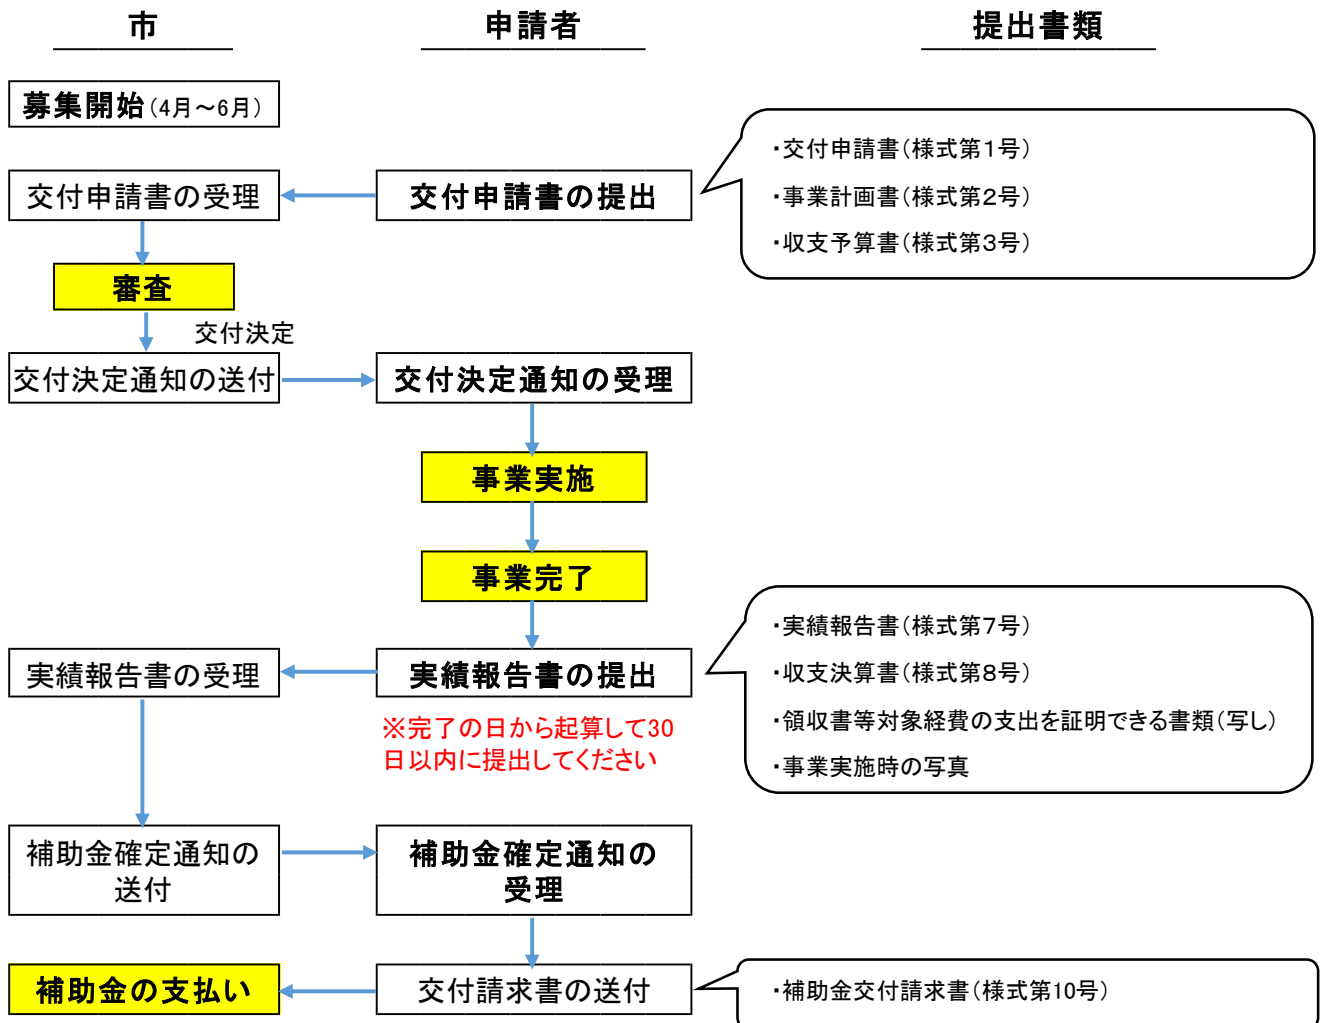 市
申請者
提出書類
募集開始（4月～6月）
・交付申請書（様式第１号）
・事業計画書（様式第２号）
・収支予算書（様式第３号）
交付申請書の受理
交付申請書の提出
審査
交付決定
交付決定通知の送付
交付決定通知の受理
事業実施
事業完了
・実績報告書（様式第７号）
・収支決算書（様式第８号）
・領収書等対象経費の支出を証明できる書類（写し）
・事業実施時の写真
実績報告書の受理
実績報告書の提出
※完了の日から起算して30
日以内に提出してください
補助金確定通知の
送付
補助金確定通知の
受理
補助金の支払い
交付請求書の送付
・補助金交付請求書（様式第10号）